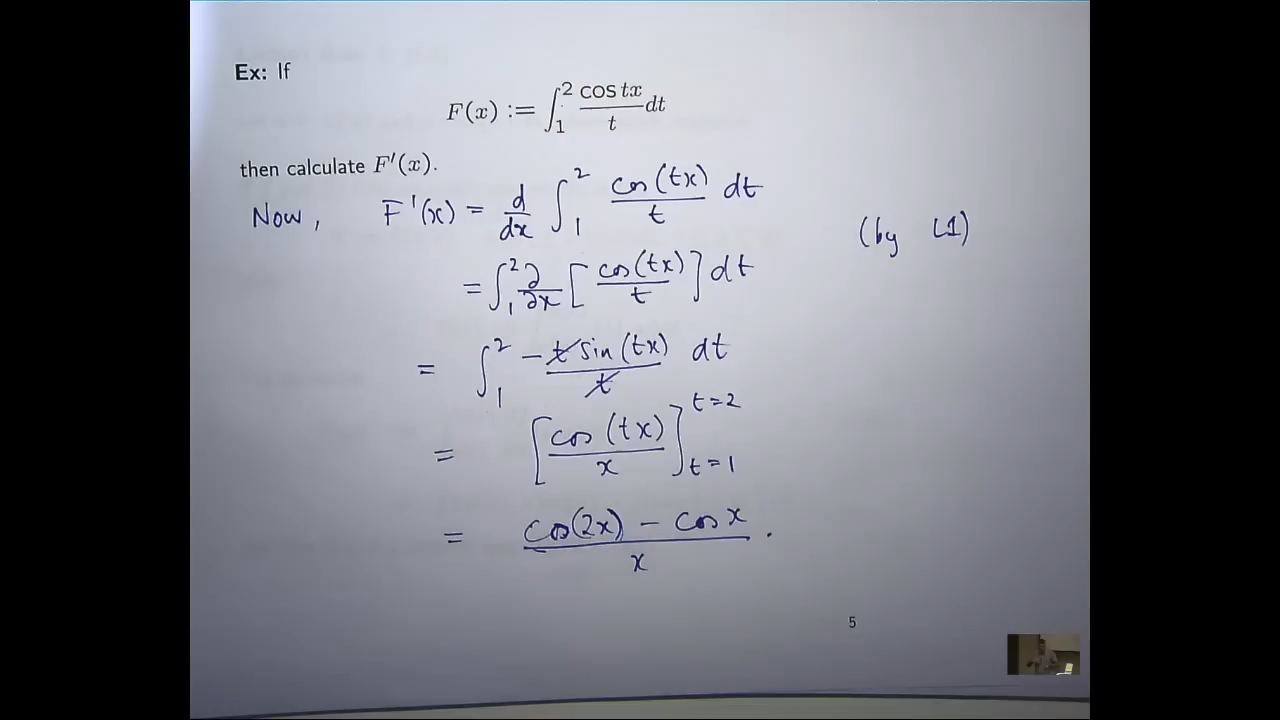 Ex: If
F(x) := ∫₁² cos tx / t dt
then calculate F′(x).
Now, F′(x) = d/dx ∫₁² cos(tx)/t dt
(by L1)
= ∫₁² ∂/∂x [cos(tx)/t] dt
= ∫₁² −t sin(tx)/t dt
= [cos(tx)/x] t=2 t=1
= cos(2x) − cos x / x .
5